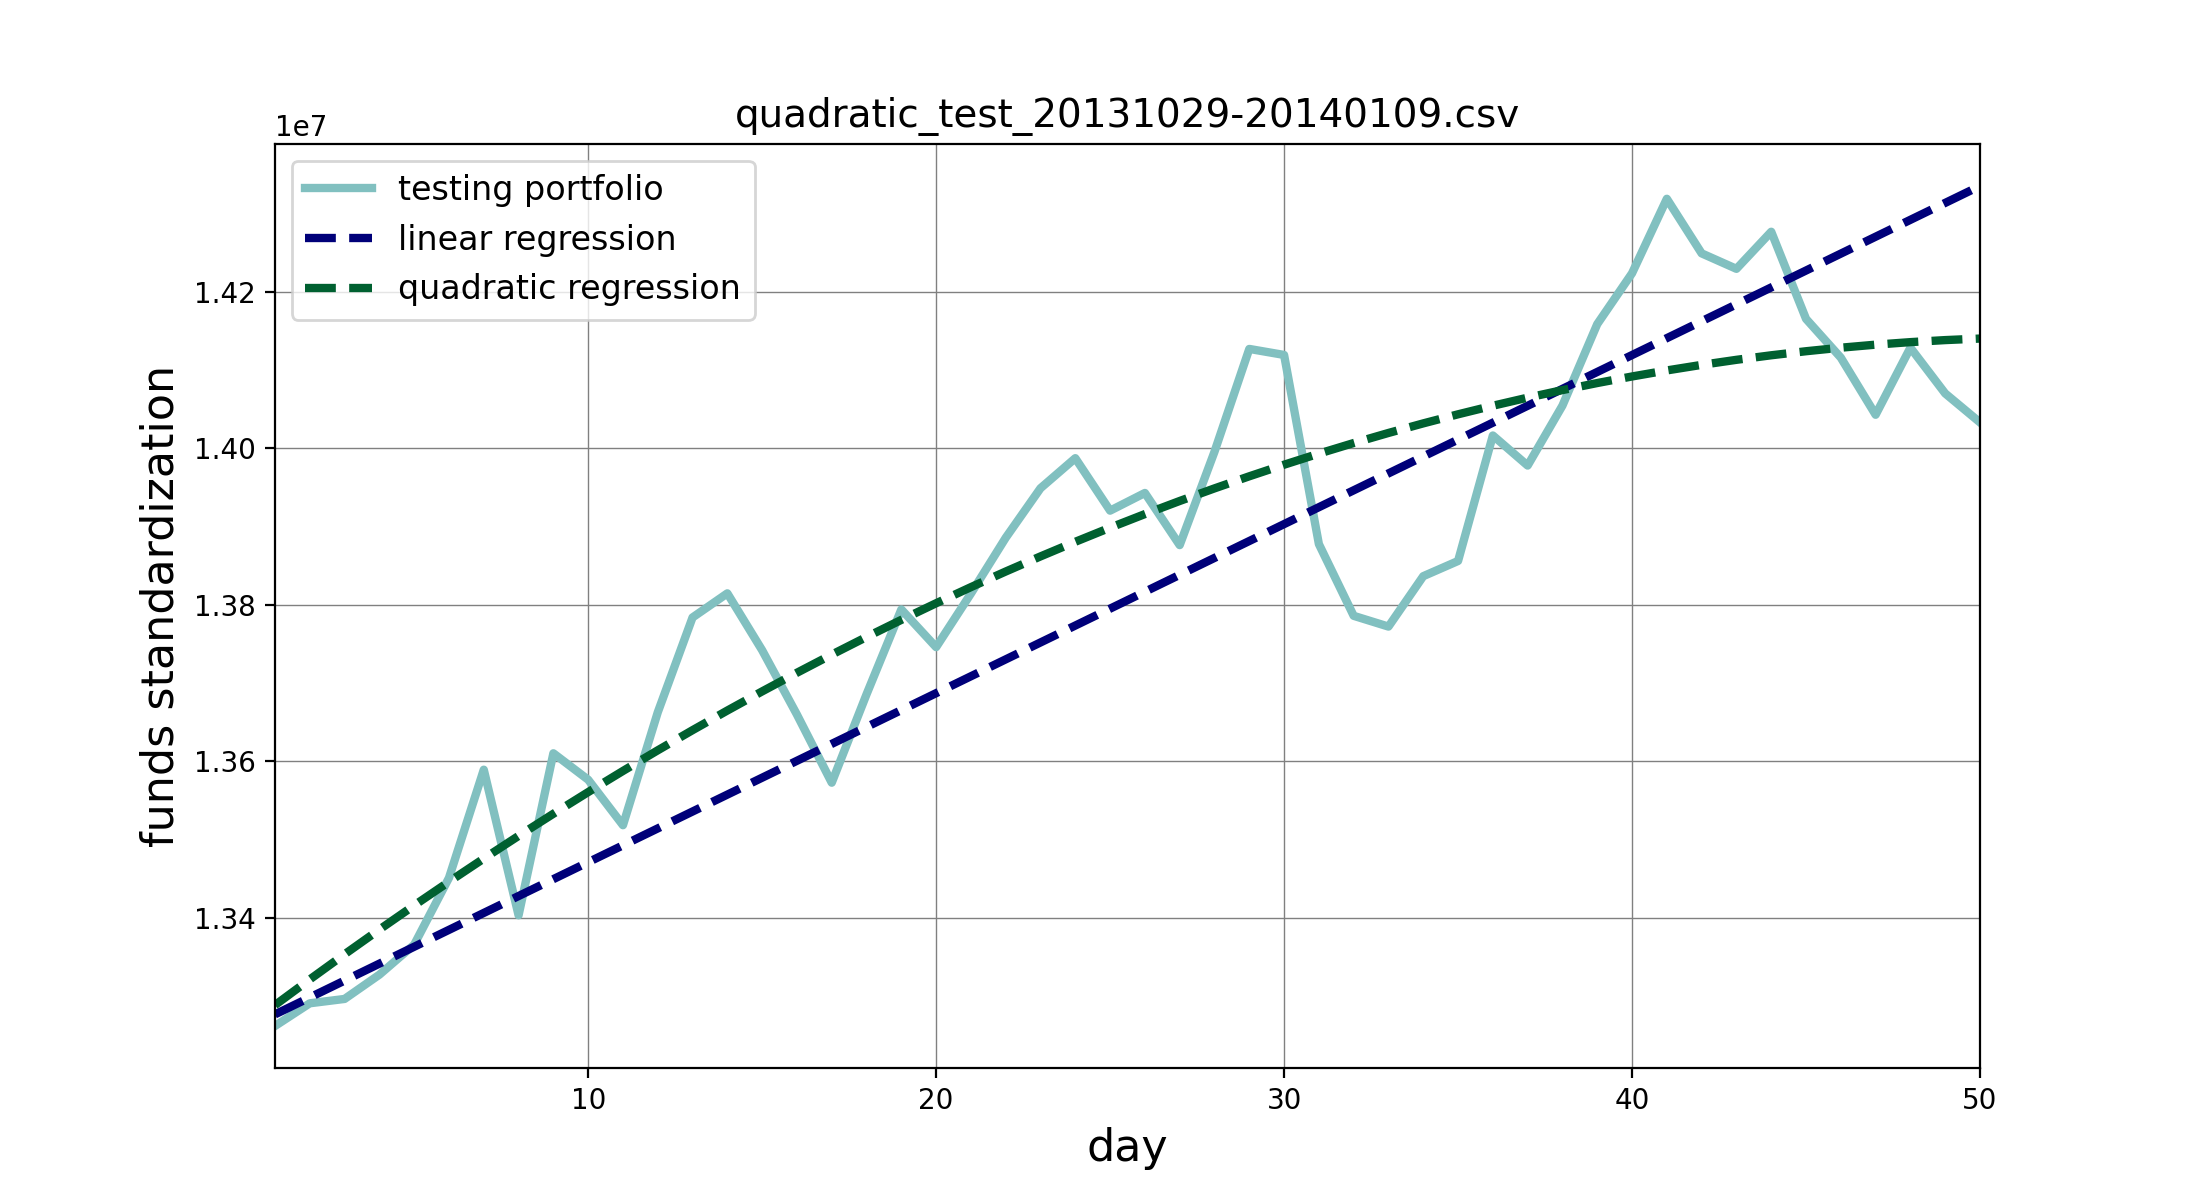 quadratic_test_20131029-20140109.csv
1e7
testing portfolio
linear regression
quadratic regression
1.42
1.40
1.38
1.36
1.34
funds standardization
10
20
30
40
50
day